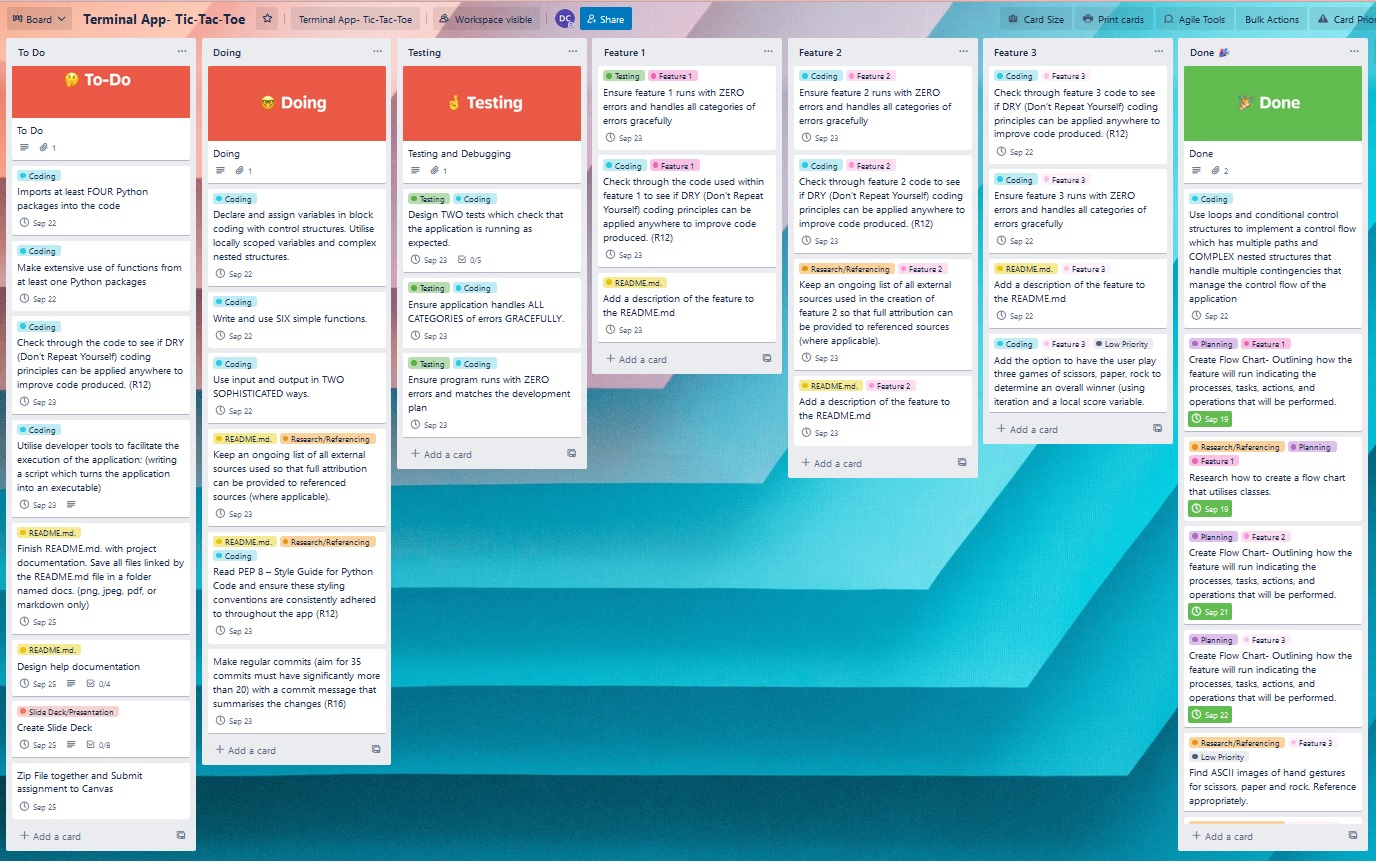 Board
Terminal App- Tic-Tac-Toe
Terminal App- Tic-Tac-Toe
Workspace visible
DC
Share
Card Size
Print cards
Agile Tools
Bulk Actions
Card Prior
To Do
🤔 To-Do
To Do
1
Coding
Imports at least FOUR Python
packages into the code
Sep 22
Coding
Make extensive use of functions from
at least one Python packages
Sep 22
Coding
Check through the code to see if DRY
(Don't Repeat Yourself) coding
principles can be applied anywhere to
improve code produced. (R12)
Sep 23
Coding
Utilise developer tools to facilitate the
execution of the application: (writing
a script which turns the application
into an executable)
Sep 23
README.md.
Finish README.md. with project
documentation. Save all files linked by
the README.md file in a folder
named docs. (png, jpeg, pdf, or
markdown only)
Sep 25
README.md.
Design help documentation
Sep 25 0/4
Slide Deck/Presentation
Create Slide Deck
Sep 25 0/8
Zip File together and Submit
assignment to Canvas
Sep 25
+ Add a card
Doing
🤓 Doing
Doing
1
Coding
Declare and assign variables in block
coding with control structures. Utilise
locally scoped variables and complex
nested structures.
Sep 22
Coding
Write and use SIX simple functions.
Sep 22
Coding
Use input and output in TWO
SOPHISTICATED ways.
Sep 22
README.md. Research/Referencing
Keep an ongoing list of all external
sources used so that full attribution
can be provided to referenced
sources (where applicable).
Sep 23
README.md. Research/Referencing
Coding
Read PEP 8 – Style Guide for Python
Code and ensure these styling
conventions are consistently adhered
to throughout the app (R12)
Sep 23
Make regular commits (aim for 35
commits must have significantly more
than 20) with a commit message that
summarises the changes (R16)
Sep 23
+ Add a card
Testing
🤞 Testing
Testing and Debugging
1
Testing Coding
Design TWO tests which check that
the application is running as
expected.
Sep 23 0/5
Testing Coding
Ensure application handles ALL
CATEGORIES of errors GRACEFULLY.
Sep 23
Testing Coding
Ensure program runs with ZERO
errors and matches the development
plan
Sep 23
+ Add a card
Feature 1
Testing Feature 1
Ensure feature 1 runs with ZERO
errors and handles all categories of
errors gracefully
Sep 23
Coding Feature 1
Check through the code used within
feature 1 to see if DRY (Don't Repeat
Yourself) coding principles can be
applied anywhere to improve code
produced. (R12)
Sep 23
README.md.
Add a description of the feature to
the README.md
Sep 23
+ Add a card
Feature 2
Coding Feature 2
Ensure feature 2 runs with ZERO
errors and handles all categories of
errors gracefully
Sep 23
Coding Feature 2
Check through feature 2 code to see
if DRY (Don't Repeat Yourself) coding
principles can be applied anywhere to
improve code produced. (R12)
Sep 23
Research/Referencing Feature 2
Keep an ongoing list of all external
sources used in the creation of
feature 2 so that full attribution can
be provided to referenced sources
(where applicable).
Sep 23
README.md. Feature 2
Add a description of the feature to
the README.md
Sep 23
+ Add a card
Feature 3
Coding Feature 3
Check through feature 3 code to see
if DRY (Don't Repeat Yourself) coding
principles can be applied anywhere to
improve code produced. (R12)
Sep 22
Coding Feature 3
Ensure feature 3 runs with ZERO
errors and handles all categories of
errors gracefully
Sep 22
README.md. Feature 3
Add a description of the feature to
the README.md
Sep 22
Coding Feature 3 Low Priority
Add the option to have the user play
three games of scissors, paper, rock to
determine an overall winner (using
iteration and a local score variable.
+ Add a card
Done 🎉
🎉 Done
Done
2
Coding
Use loops and conditional control
structures to implement a control flow
which has multiple paths and
COMPLEX nested structures that
handle multiple contingencies that
manage the control flow of the
application
Sep 22
Planning Feature 1
Create Flow Chart- Outlining how the
feature will run indicating the
processes, tasks, actions, and
operations that will be performed.
Sep 19
Research/Referencing Planning
Feature 1
Research how to create a flow chart
that utilises classes.
Sep 19
Planning Feature 2
Create Flow Chart- Outlining how the
feature will run indicating the
processes, tasks, actions, and
operations that will be performed.
Sep 21
Planning Feature 3
Create Flow Chart- Outlining how the
feature will run indicating the
processes, tasks, actions, and
operations that will be performed.
Sep 22
Research/Referencing Feature 3
Low Priority
Find ASCII images of hand gestures
for scissors, paper and rock. Reference
appropriately.
+ Add a card